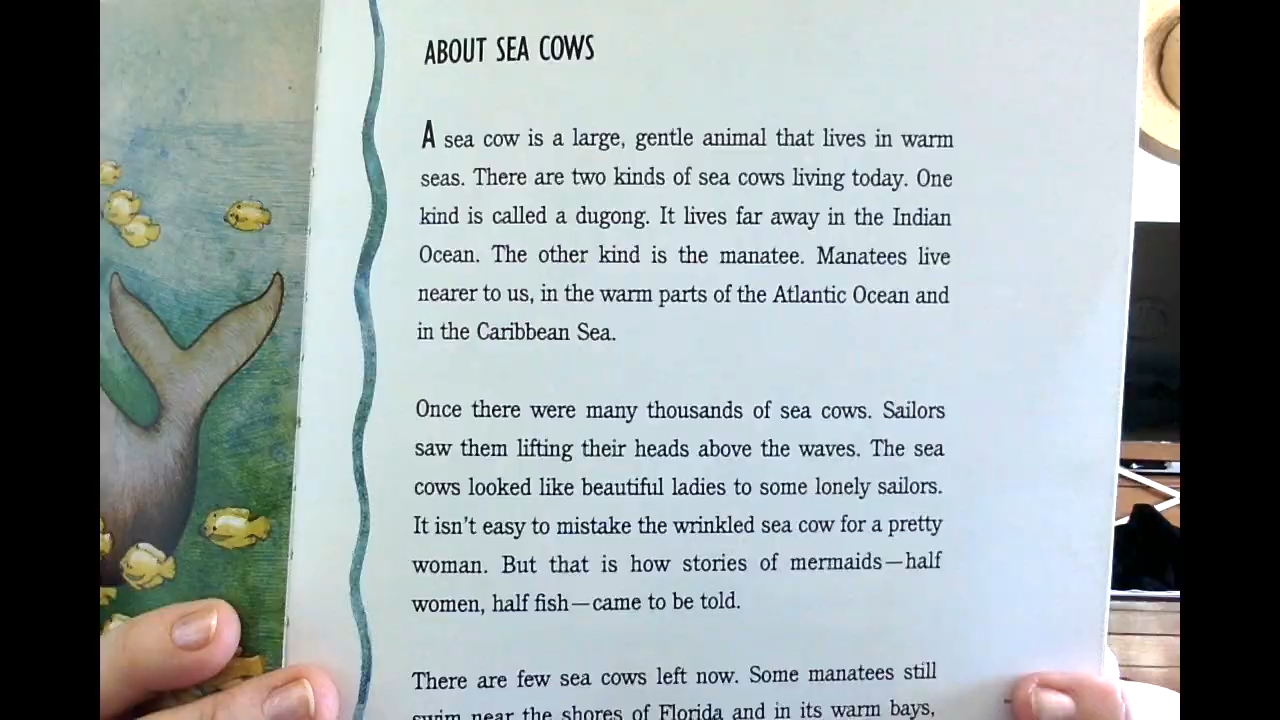 ABOUT SEA COWS
A sea cow is a large, gentle animal that lives in warm
seas. There are two kinds of sea cows living today. One
kind is called a dugong. It lives far away in the Indian
Ocean. The other kind is the manatee. Manatees live
nearer to us, in the warm parts of the Atlantic Ocean and
in the Caribbean Sea.
Once there were many thousands of sea cows. Sailors
saw them lifting their heads above the waves. The sea
cows looked like beautiful ladies to some lonely sailors.
It isn't easy to mistake the wrinkled sea cow for a pretty
woman. But that is how stories of mermaids—half
women, half fish—came to be told.
There are few sea cows left now. Some manatees still
swim near the shores of Florida and in its warm bays,